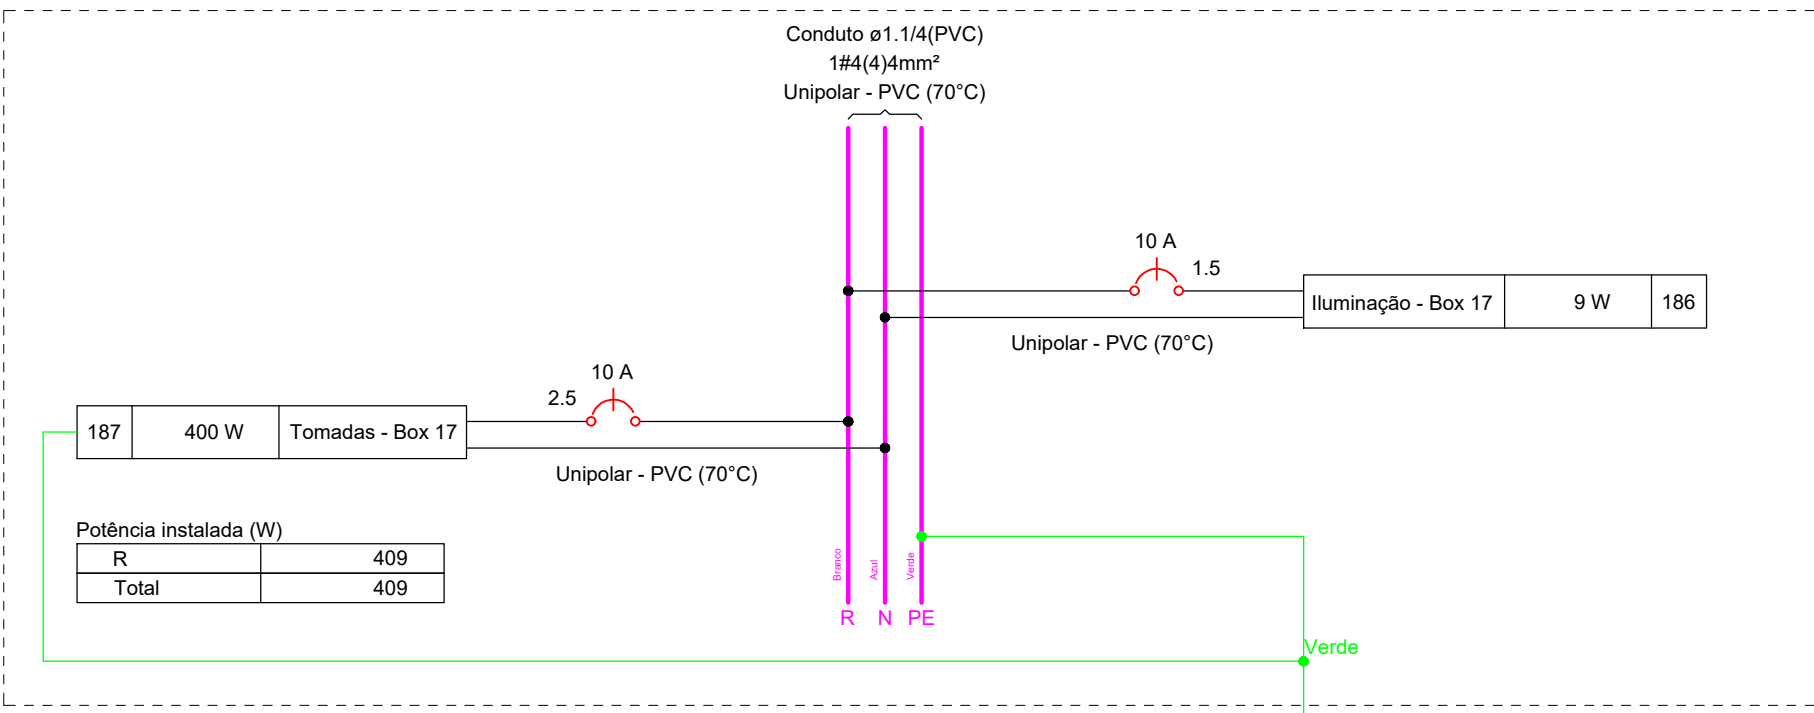 Conduto ø1.1/4(PVC)
1#4(4)4mm²
Unipolar - PVC (70°C)
10 A
1.5
Iluminação - Box 17 9 W 186
Unipolar - PVC (70°C)
10 A
2.5
187 400 W Tomadas - Box 17
Unipolar - PVC (70°C)
Potência instalada (W)
R 409
Total 409
Branco
Azul
Verde
R N PE
Verde